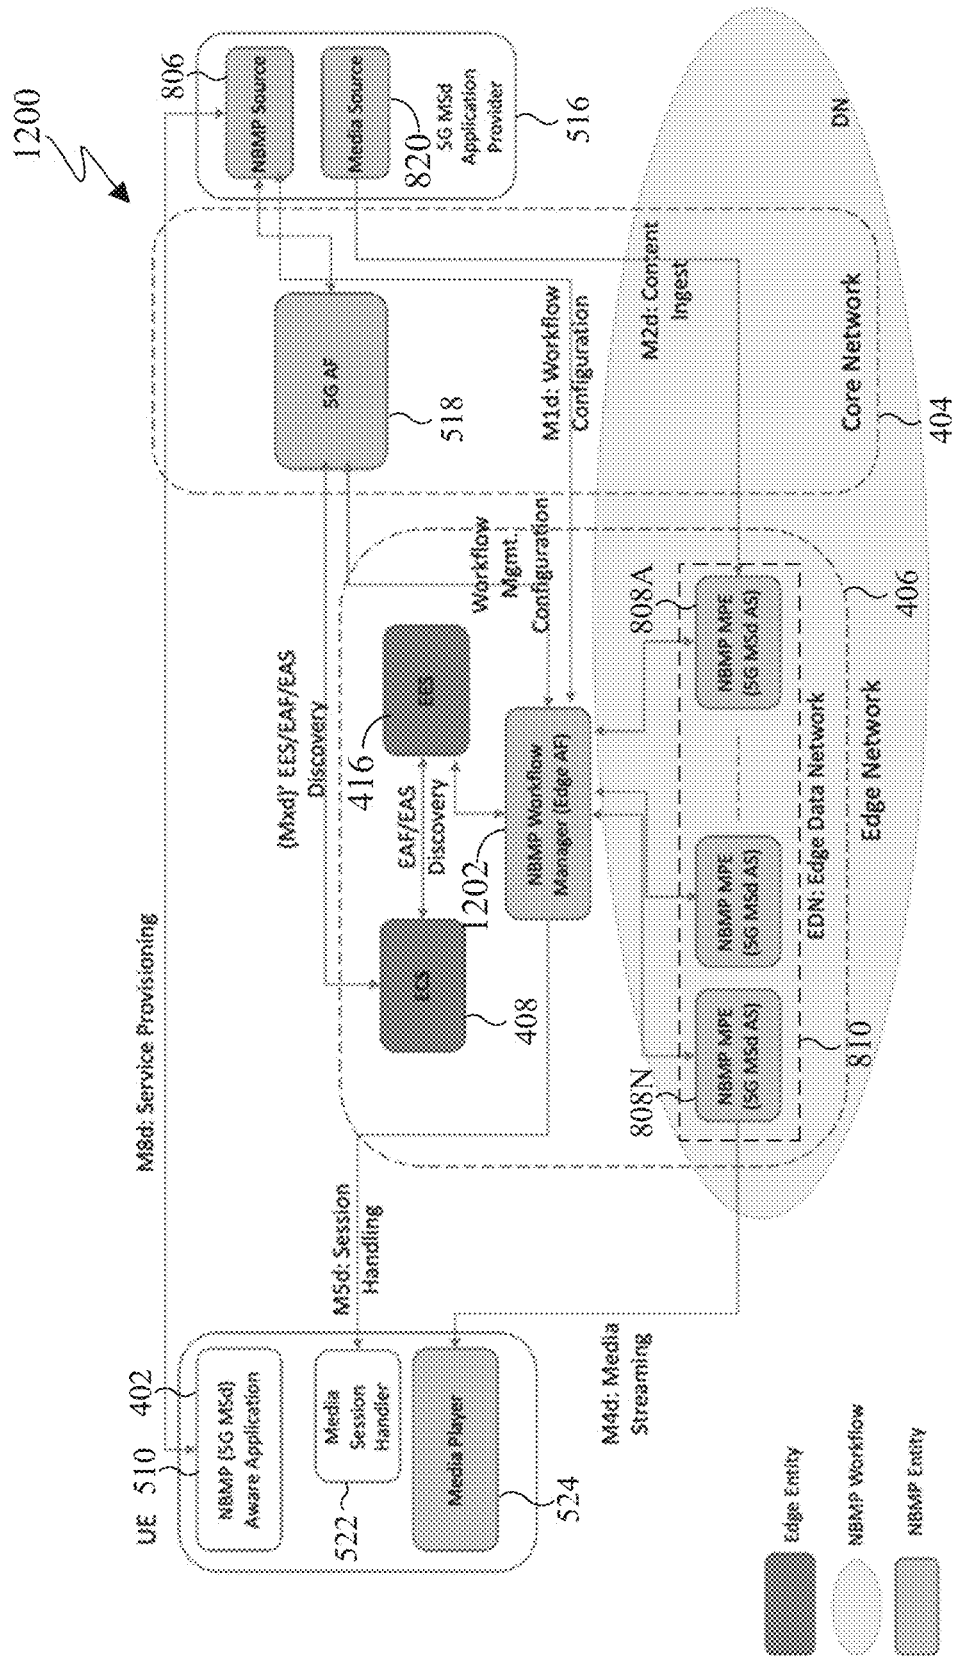 1200
UE
510
402
NBMP (5G MSd)
Aware Application
Media
Session
Handler
522
Media Player
524
M8d: Service Provisioning
M5d: Session
Handling
M4d: Media
Streaming
(Mxd)' EES/EAF/EAS
Discovery
ECS
408
EAF/EAS
Discovery
416
EES
1202
NBMP Workflow
Manager (Edge AF)
Workflow
Mgmt.
Configuration
808N
NBMP MPE
(5G MSd AS)
NBMP MPE
(5G MSd AS)
808A
NBMP MPE
(5G MSd AS)
810
EDN: Edge Data Network
Edge Network
406
5G AF
518
M1d: Workflow
Configuration
M2d: Content
Ingest
Core Network
404
DN
806
NBMP Source
Media Source
820
5G MSd
Application
Provider
516
Edge Entity
NBMP Workflow
NBMP Entity